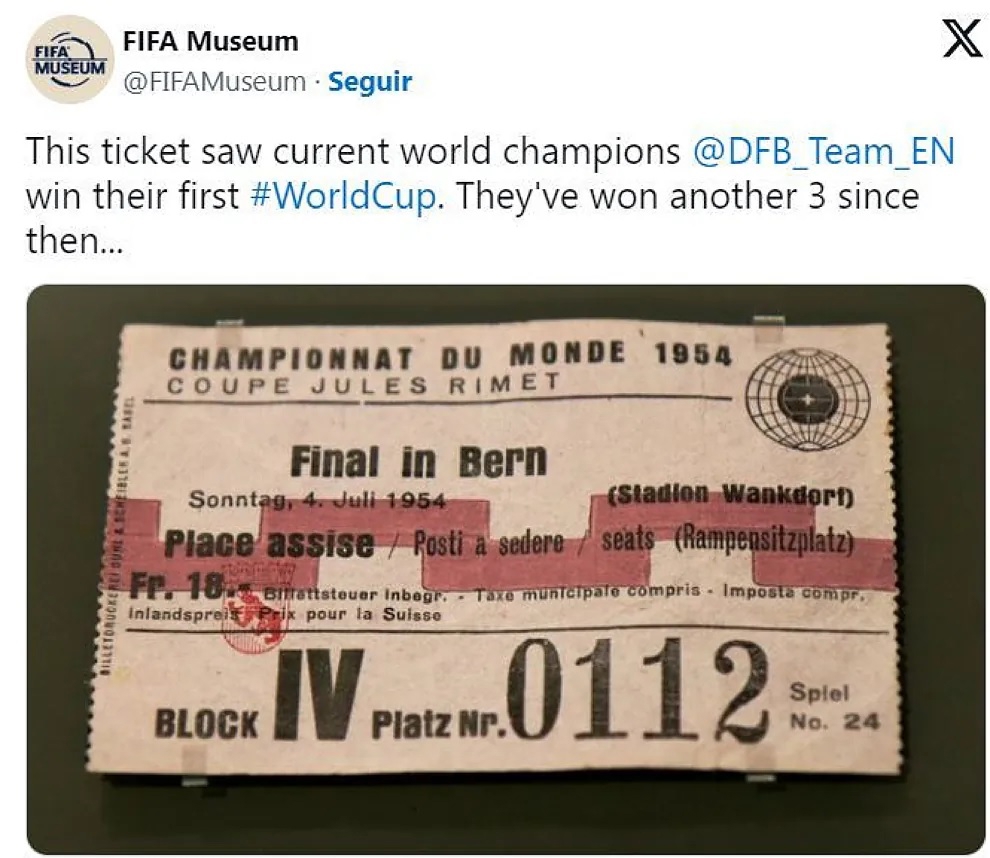 FIFA
MUSEUM
FIFA Museum
@FIFAMuseum · Seguir
This ticket saw current world champions @DFB_Team_EN
win their first #WorldCup. They've won another 3 since
then...
CHAMPIONNAT DU MONDE 1954
COUPE JULES RIMET
Final in Bern
Sonntag, 4. Juli 1954
(Stadion Wankdorf)
Place assise / Posti a sedere / seats (Rampensitzplatz)
Fr. 18.- Billettsteuer inbegr. - Taxe municipale compris - Imposta compr.
Inlandspreis Prix pour la Suisse
BLOCK IV Platz Nr. 0112
Spiel
No. 24